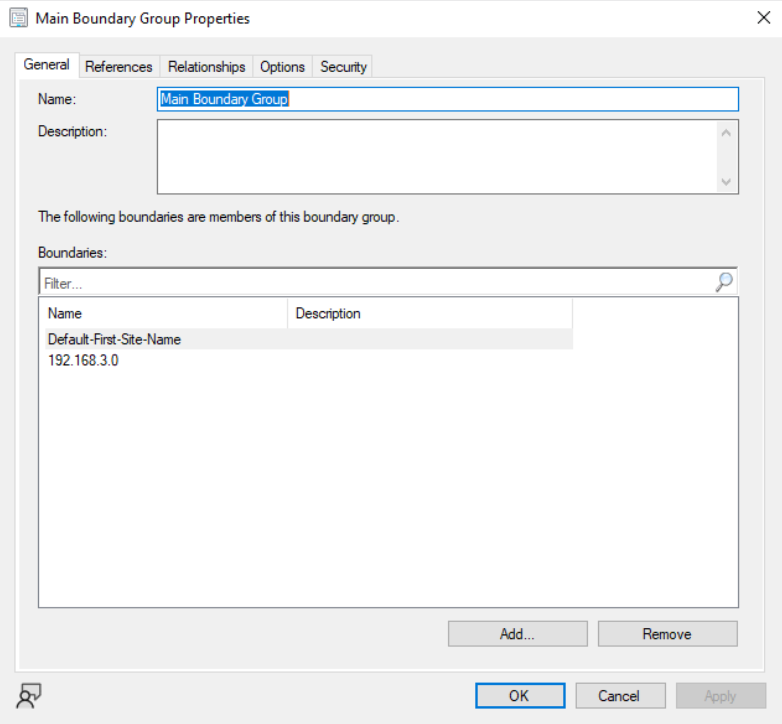 Main Boundary Group Properties
General References Relationships Options Security
Name: Main Boundary Group
Description:
The following boundaries are members of this boundary group.
Boundaries:
Filter...
Name Description
Default-First-Site-Name
192.168.3.0
Add... Remove
OK Cancel Apply